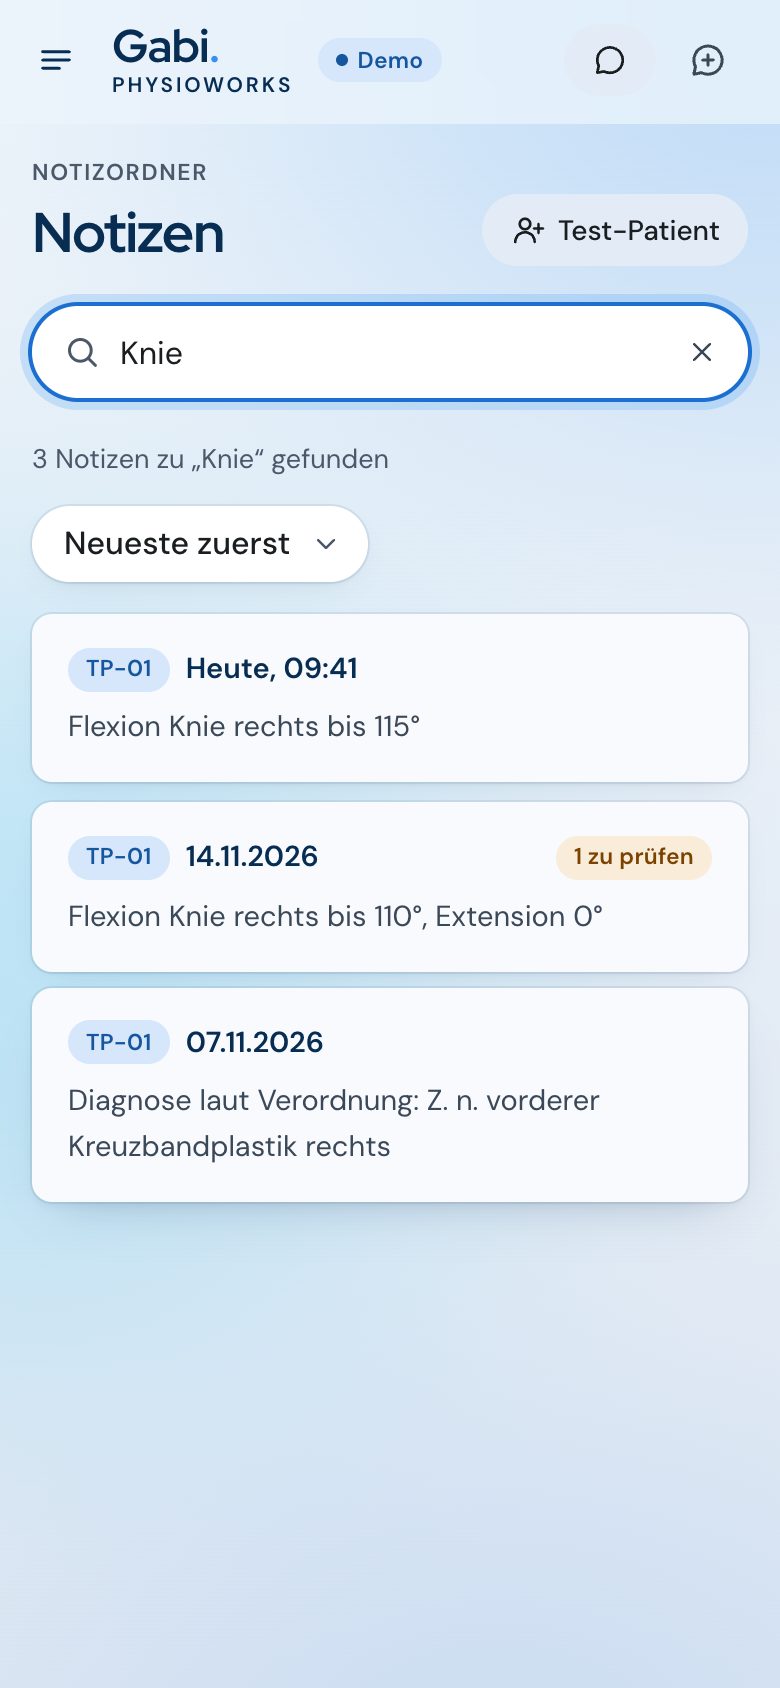 Gabi.
PHYSIOWORKS
Demo
NOTIZORDNER
Notizen
Test-Patient
Knie
3 Notizen zu „Knie“ gefunden
Neueste zuerst
TP-01 Heute, 09:41
Flexion Knie rechts bis 115°
TP-01 14.11.2026 1 zu prüfen
Flexion Knie rechts bis 110°, Extension 0°
TP-01 07.11.2026
Diagnose laut Verordnung: Z. n. vorderer
Kreuzbandplastik rechts